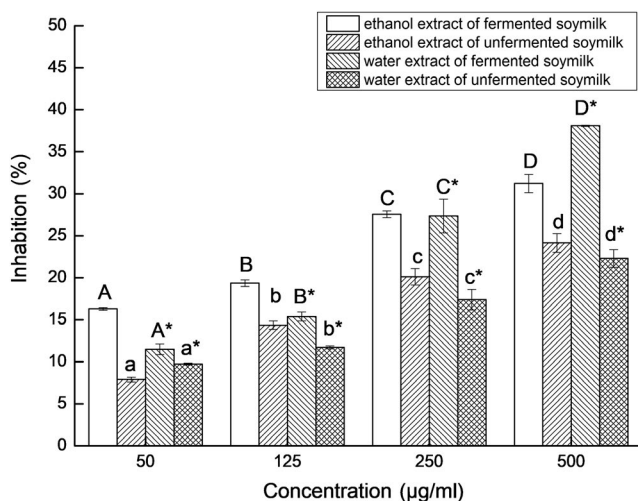 50
45
40
35
30
25
20
15
10
5
0
Inhabition (%)
ethanol extract of fermented soymilk
ethanol extract of unfermented soymilk
water extract of fermented soymilk
water extract of unfermented soymilk
A
a
A*
a*
B
b
B*
b*
C
c
C*
c*
D
d
D*
d*
50 125 250 500
Concentration (μg/ml)